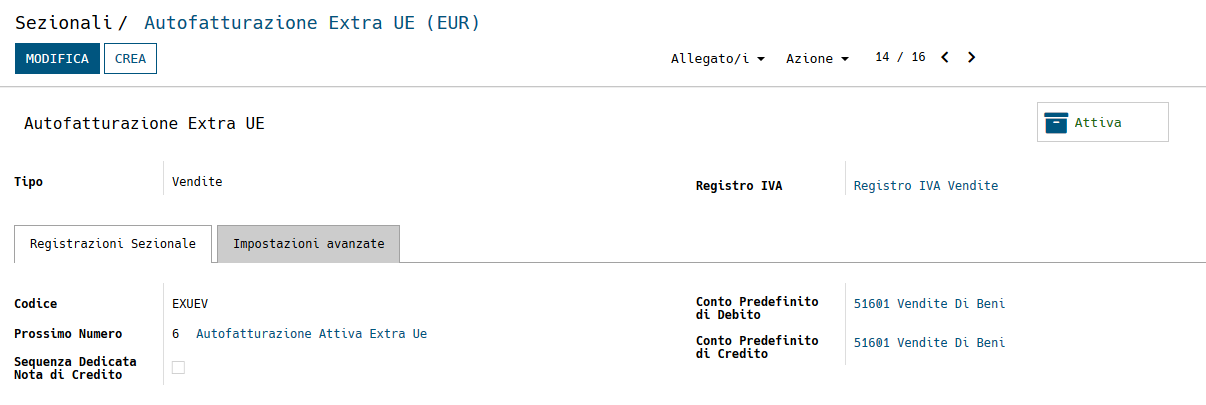 Sezionali / Autofatturazione Extra UE (EUR)
MODIFICA CREA Allegato/i Azione 14 / 16
Autofatturazione Extra UE Attiva
Tipo Vendite Registro IVA Registro IVA Vendite
Registrazioni Sezionale Impostazioni avanzate
Codice EXUEV
Prossimo Numero 6 Autofatturazione Attiva Extra Ue
Sequenza Dedicata
Nota di Credito
Conto Predefinito
di Debito 51601 Vendite Di Beni
Conto Predefinito
di Credito 51601 Vendite Di Beni